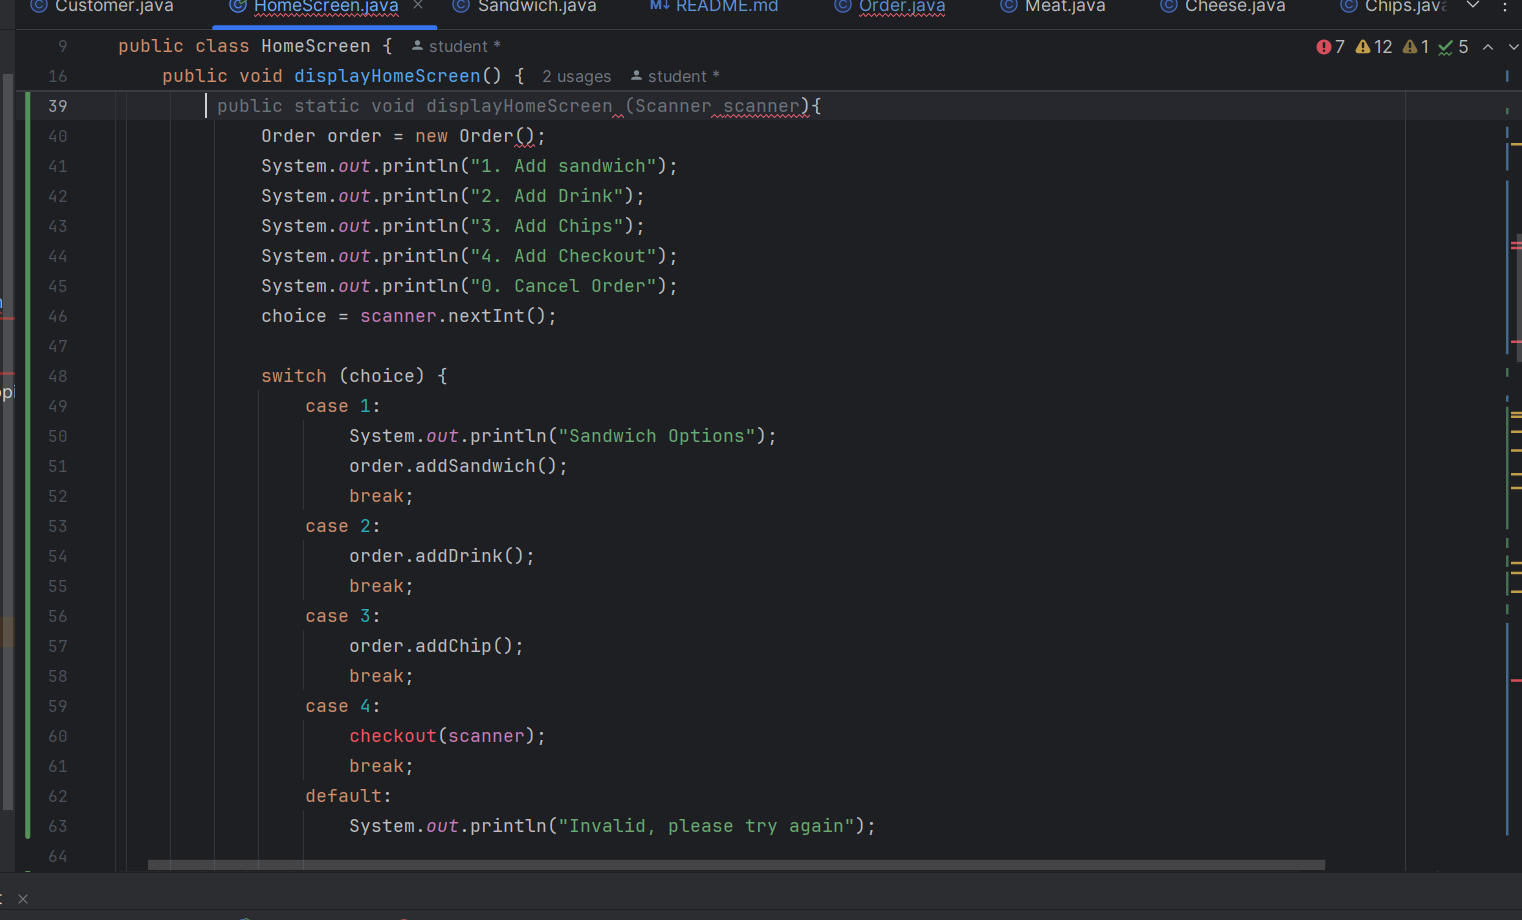 Customer.java HomeScreen.java Sandwich.java README.md Order.java Meat.java Cheese.java Chips.java
9 public class HomeScreen { student *
7 12 1 5
16 public void displayHomeScreen() { 2 usages student *
39 public static void displayHomeScreen (Scanner scanner){
40 Order order = new Order();
41 System.out.println("1. Add sandwich");
42 System.out.println("2. Add Drink");
43 System.out.println("3. Add Chips");
44 System.out.println("4. Add Checkout");
45 System.out.println("0. Cancel Order");
46 choice = scanner.nextInt();
47
48 switch (choice) {
49 case 1:
50 System.out.println("Sandwich Options");
51 order.addSandwich();
52 break;
53 case 2:
54 order.addDrink();
55 break;
56 case 3:
57 order.addChip();
58 break;
59 case 4:
60 checkout(scanner);
61 break;
62 default:
63 System.out.println("Invalid, please try again");
64